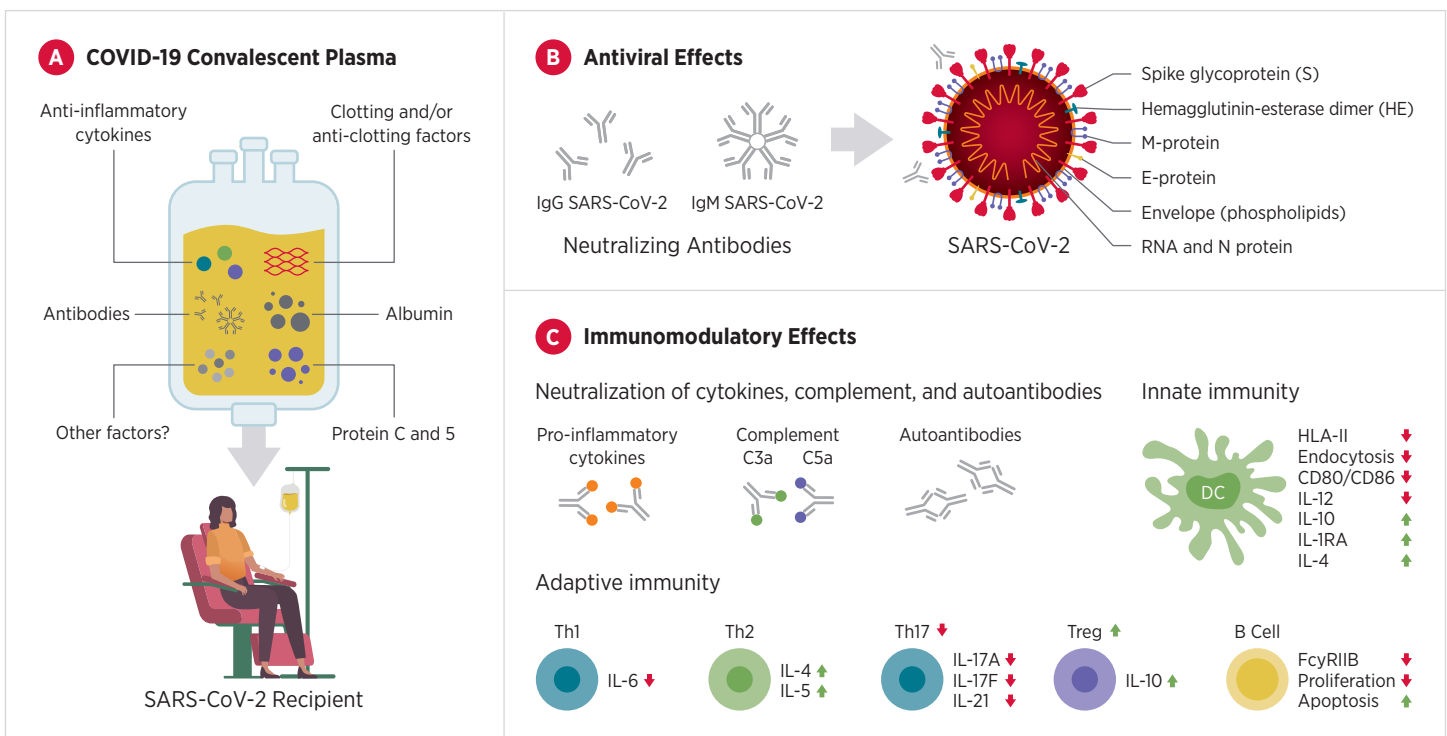 A COVID-19 Convalescent Plasma
Anti-inflammatory
cytokines
Clotting and/or
anti-clotting factors
Antibodies
Albumin
Other factors?
Protein C and 5
SARS-CoV-2 Recipient
B Antiviral Effects
IgG SARS-CoV-2
IgM SARS-CoV-2
Neutralizing Antibodies
SARS-CoV-2
Spike glycoprotein (S)
Hemagglutinin-esterase dimer (HE)
M-protein
E-protein
Envelope (phospholipids)
RNA and N protein
C Immunomodulatory Effects
Neutralization of cytokines, complement, and autoantibodies
Pro-inflammatory
cytokines
Complement
C3a C5a
Autoantibodies
Innate immunity
DC
HLA-II
Endocytosis
CD80/CD86
IL-12
IL-10
IL-1RA
IL-4
Adaptive immunity
Th1
IL-6
Th2
IL-4
IL-5
Th17
IL-17A
IL-17F
IL-21
Treg
IL-10
B Cell
FcyRIIB
Proliferation
Apoptosis